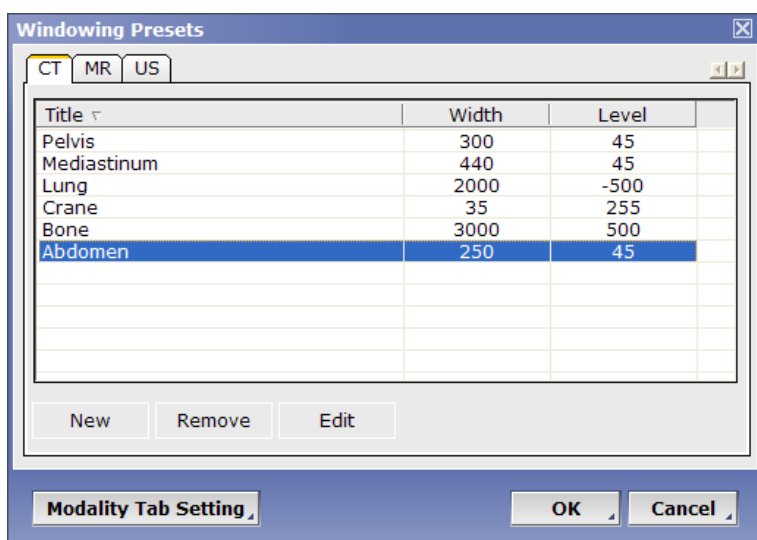 Windowing Presets
CT MR US
Title Width Level
Pelvis 300 45
Mediastinum 440 45
Lung 2000 -500
Crane 35 255
Bone 3000 500
Abdomen 250 45
New Remove Edit
Modality Tab Setting OK Cancel